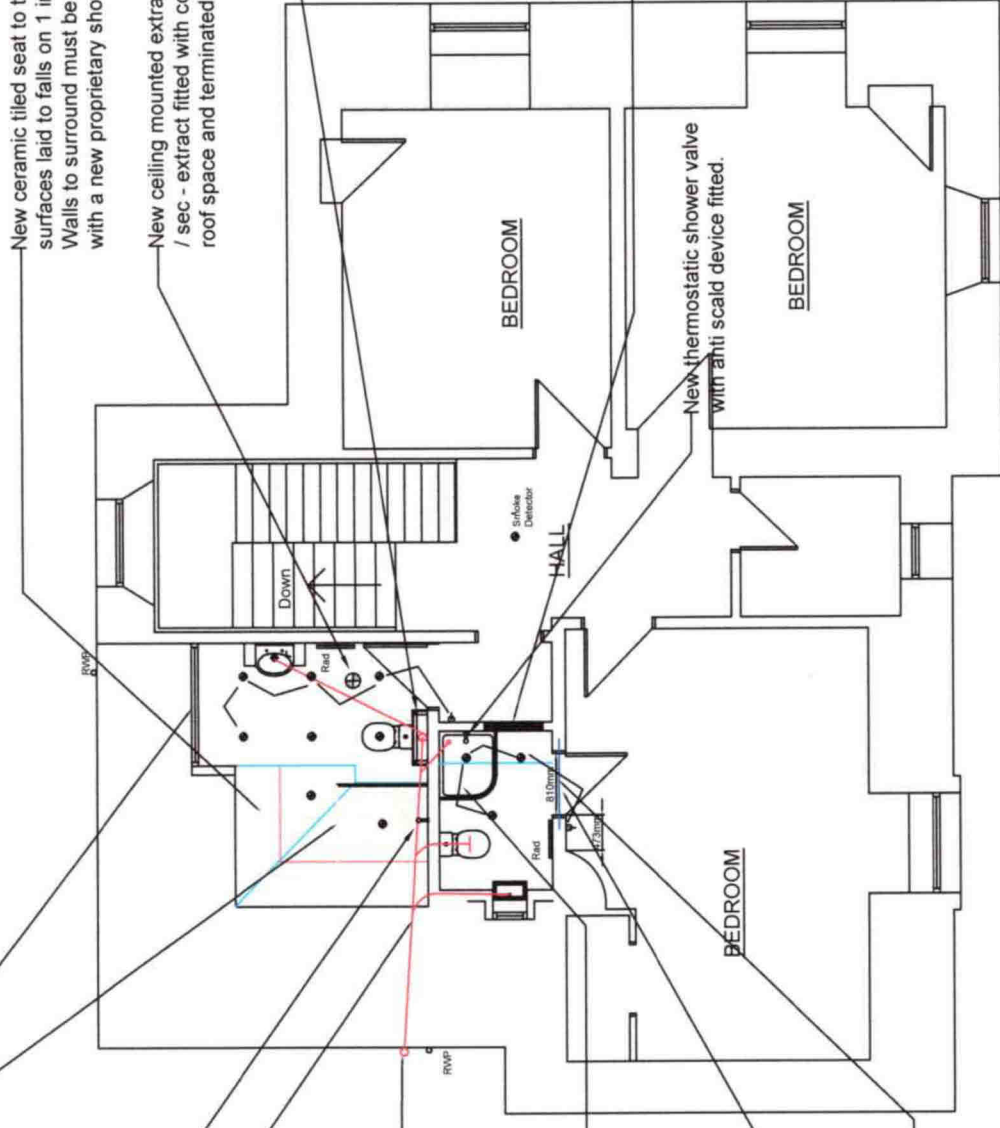 New ceramic tiled seat to t
surfaces laid to falls on 1 i
Walls to surround must be
with a new proprietary sho
New ceiling mounted extra
/ sec - extract fitted with co
roof space and terminated
New thermostatic shower valve
with anti scald device fitted.
BEDROOM
BEDROOM
Smoke
Detector
HALL
Down
RWP
Rad
810mm
Rad
473mm
BEDROOM
RWP